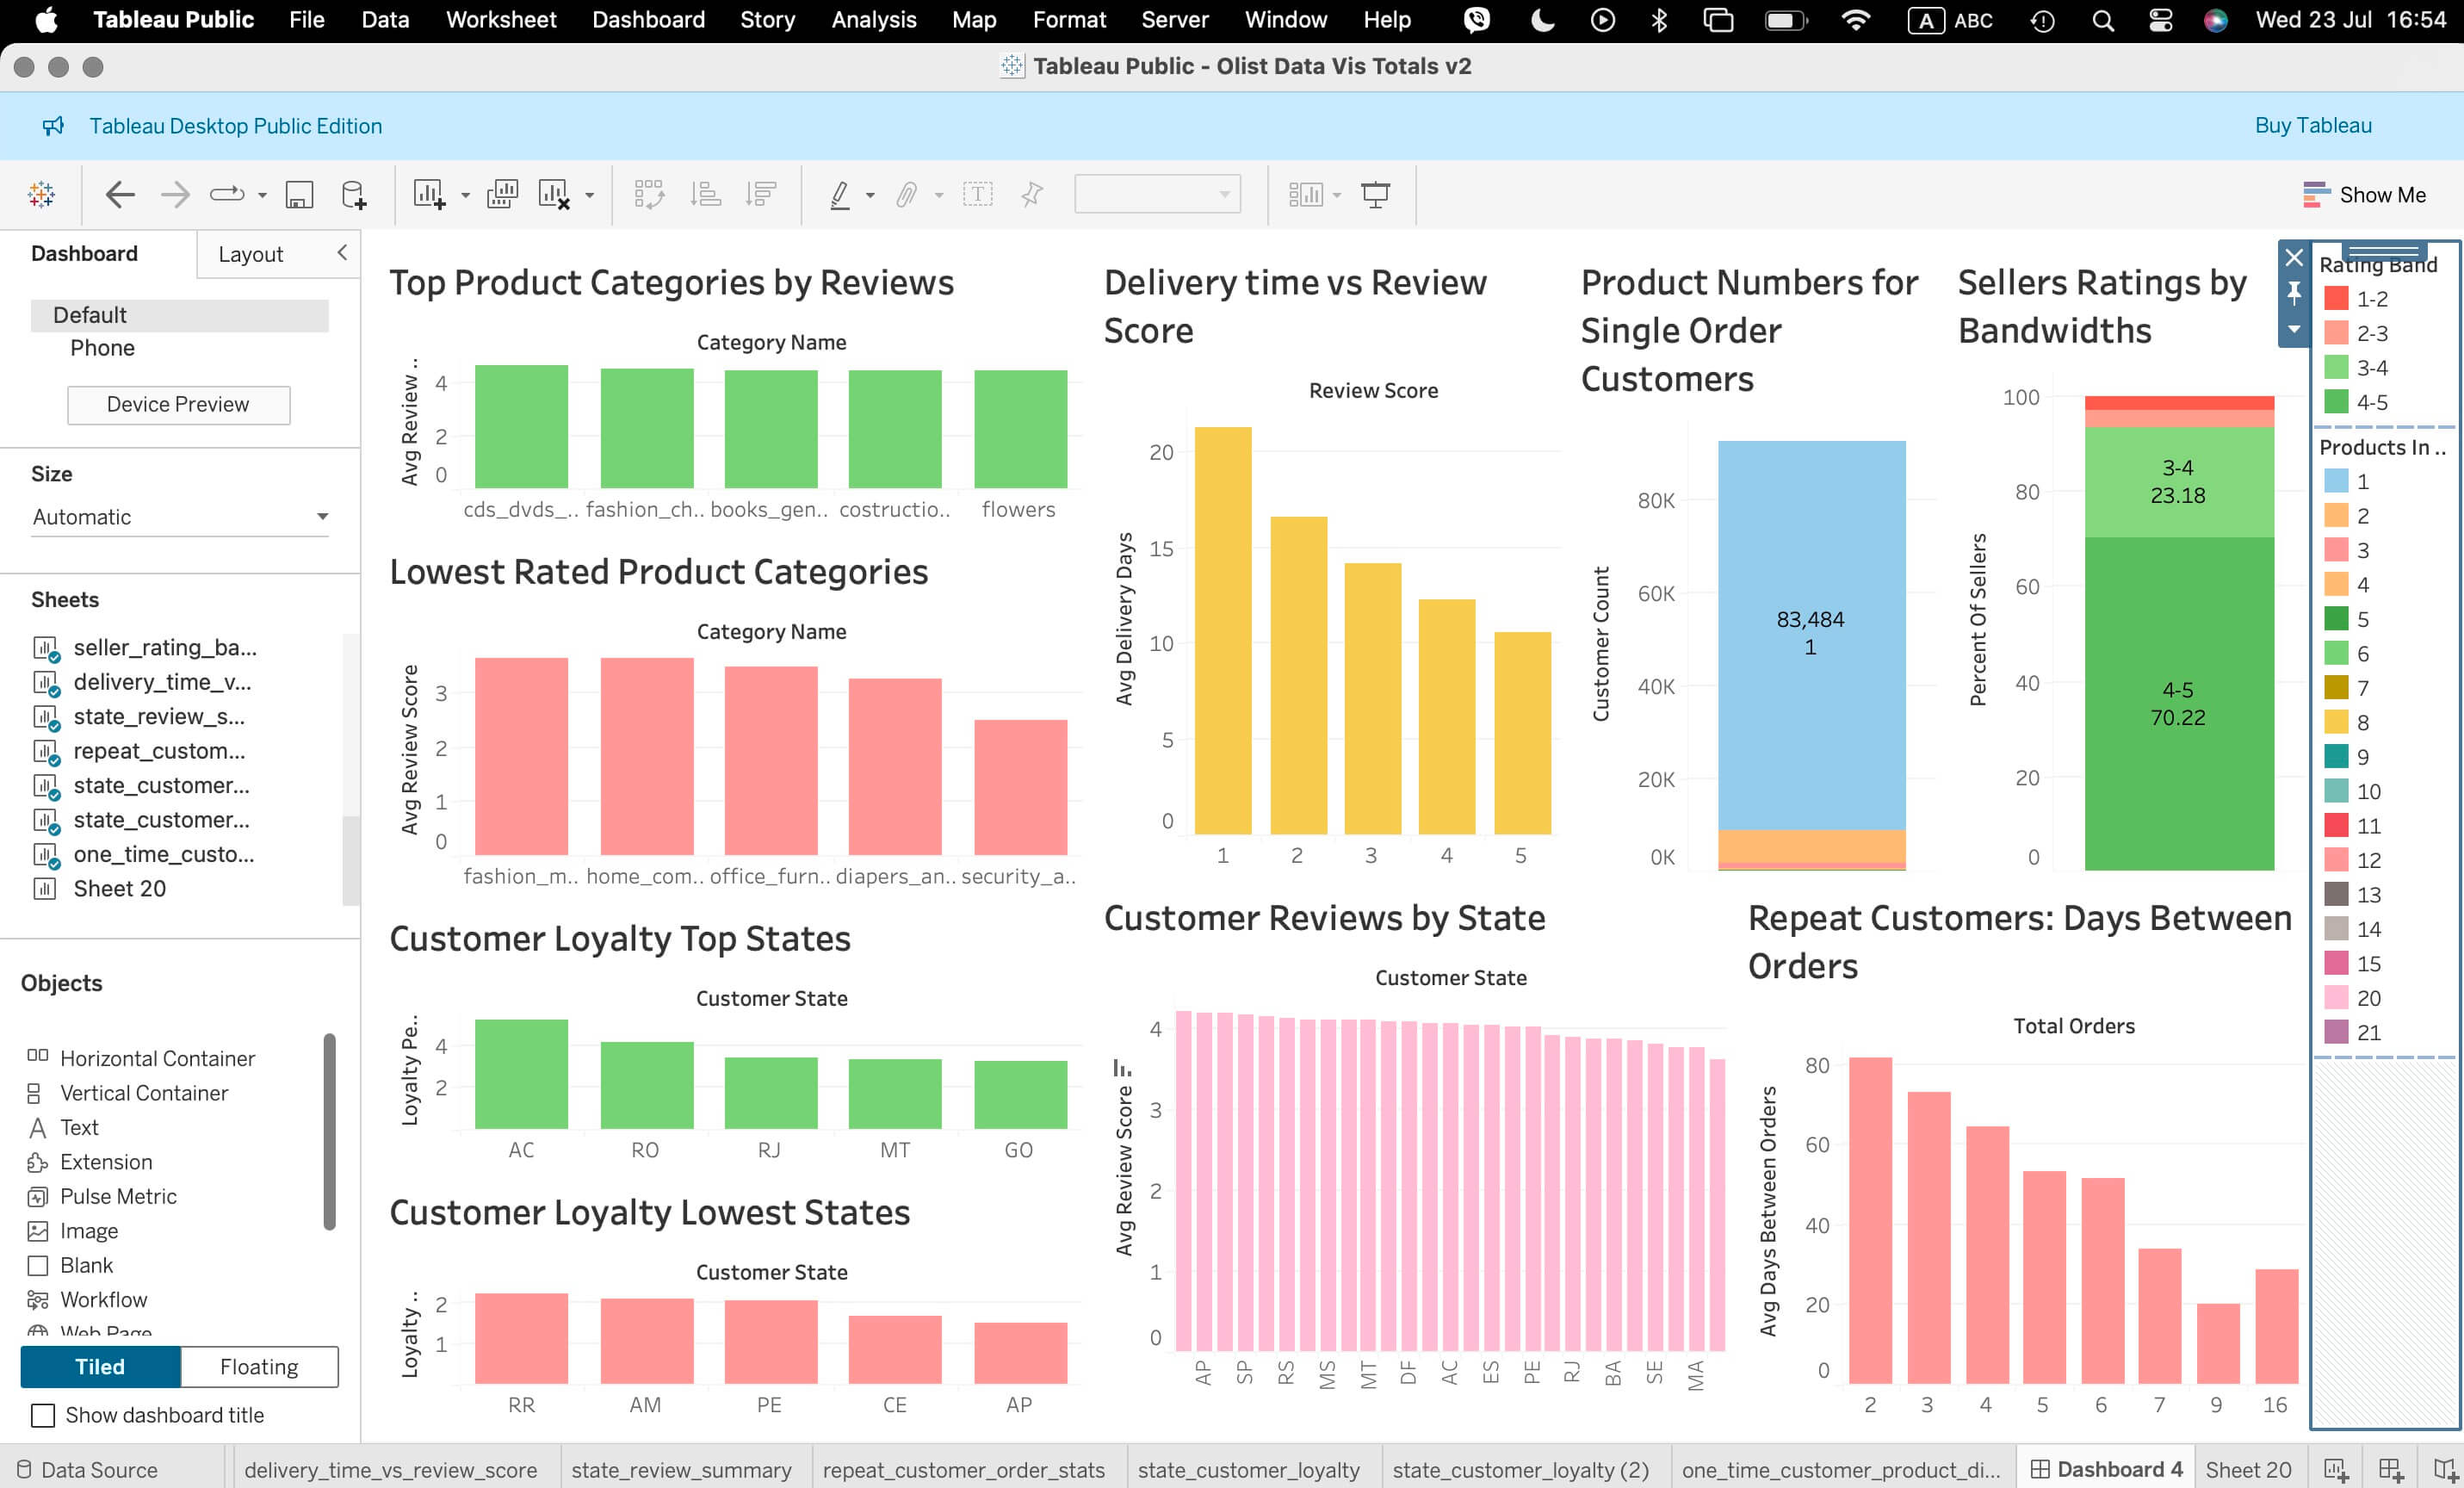 Tableau Public File Data Worksheet Dashboard Story Analysis Map Format Server Window Help A ABC Wed 23 Jul 16:54
Tableau Public - Olist Data Vis Totals v2
Tableau Desktop Public Edition
Buy Tableau
Show Me
Dashboard
Layout
Default
Phone
Device Preview
Size
Automatic
Sheets
seller_rating_ba...
delivery_time_v...
state_review_s...
repeat_custom...
state_customer...
state_customer...
one_time_custo...
Sheet 20
Objects
Horizontal Container
Vertical Container
Text
Extension
Pulse Metric
Image
Blank
Workflow
Web Page
Tiled
Floating
Show dashboard title
Top Product Categories by Reviews
Category Name
Avg Review ..
4
2
0
cds_dvds_.. fashion_ch.. books_gen.. costructio.. flowers
Lowest Rated Product Categories
Category Name
Avg Review Score
3
2
1
0
fashion_m.. home_com.. office_furn.. diapers_an.. security_a..
Customer Loyalty Top States
Customer State
Loyalty Pe..
4
2
AC RO RJ MT GO
Customer Loyalty Lowest States
Customer State
Loyalty ..
2
1
RR AM PE CE AP
Delivery time vs Review
Score
Review Score
Avg Delivery Days
20
15
10
5
0
1 2 3 4 5
Product Numbers for
Single Order
Customers
Customer Count
80K
60K
40K
20K
0K
83,484
1
Sellers Ratings by
Bandwidths
Percent Of Sellers
100
80
60
40
20
0
3-4
23.18
4-5
70.22
Customer Reviews by State
Customer State
Avg Review Score
4
3
2
1
0
AP SP RS MS MT DF AC ES PE RJ BA SE MA
Repeat Customers: Days Between
Orders
Total Orders
Avg Days Between Orders
80
60
40
20
0
2 3 4 5 6 7 9 16
Rating Band
1-2
2-3
3-4
4-5
Products In ..
1
2
3
4
5
6
7
8
9
10
11
12
13
14
15
20
21
Data Source delivery_time_vs_review_score state_review_summary repeat_customer_order_stats state_customer_loyalty state_customer_loyalty (2) one_time_customer_product_di... Dashboard 4 Sheet 20